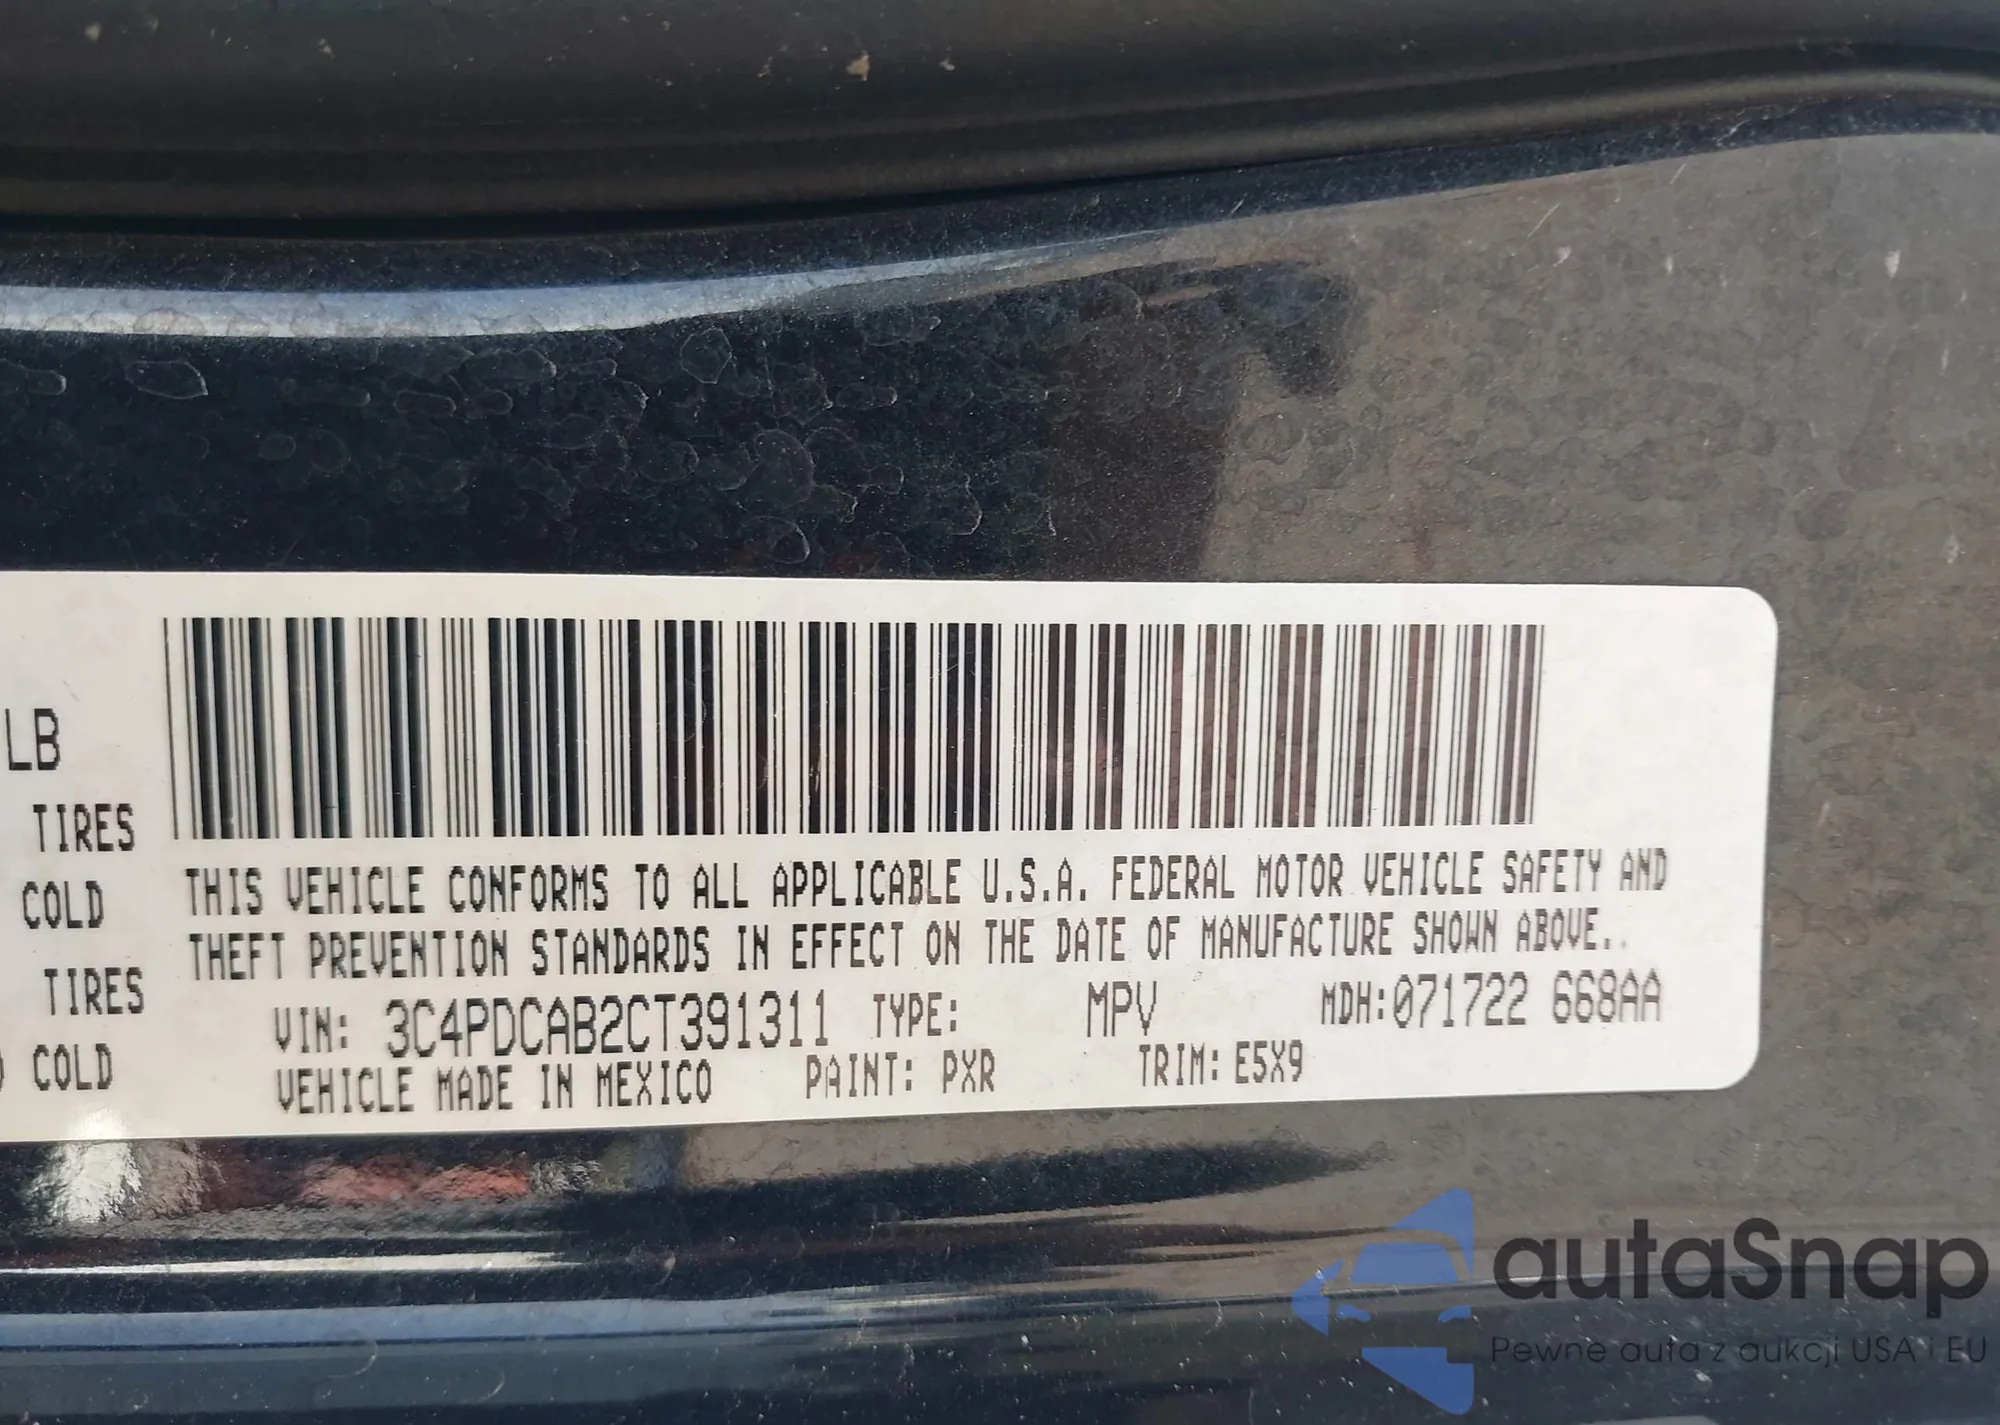 LB
TIRES
COLD
TIRES
COLD
THIS VEHICLE CONFORMS TO ALL APPLICABLE U.S.A. FEDERAL MOTOR VEHICLE SAFETY AND
THEFT PREVENTION STANDARDS IN EFFECT ON THE DATE OF MANUFACTURE SHOWN ABOVE..
VIN: 3C4PDCAB2CT391311 TYPE: MPV MDH:071722 668AA
VEHICLE MADE IN MEXICO PAINT: PXR TRIM: E5X9
autaSnap
Pewne auta z aukcji USA i EU